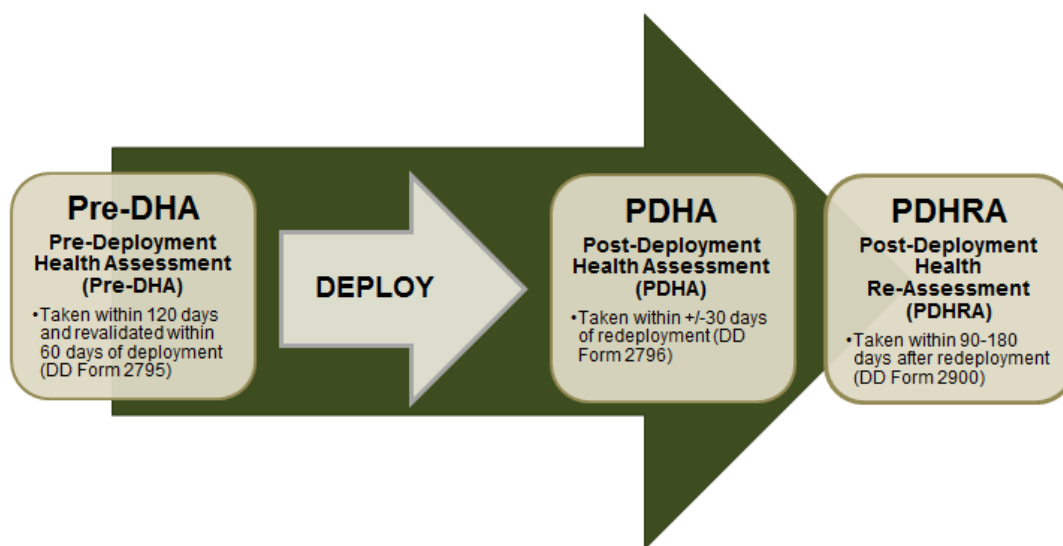 Pre-DHA
Pre-Deployment
Health Assessment
(Pre-DHA)
•Taken within 120 days
and revalidated within
60 days of deployment
(DD Form 2795)
DEPLOY
PDHA
Post-Deployment
Health Assessment
(PDHA)
•Taken within +/-30 days
of redeployment (DD
Form 2796)
PDHRA
Post-Deployment
Health
Re-Assessment
(PDHRA)
•Taken within 90-180
days after redeployment
(DD Form 2900)